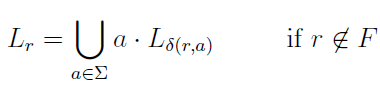 L_r = ⋃_{a∈Σ} a · L_{δ(r,a)}    if r ∉ F